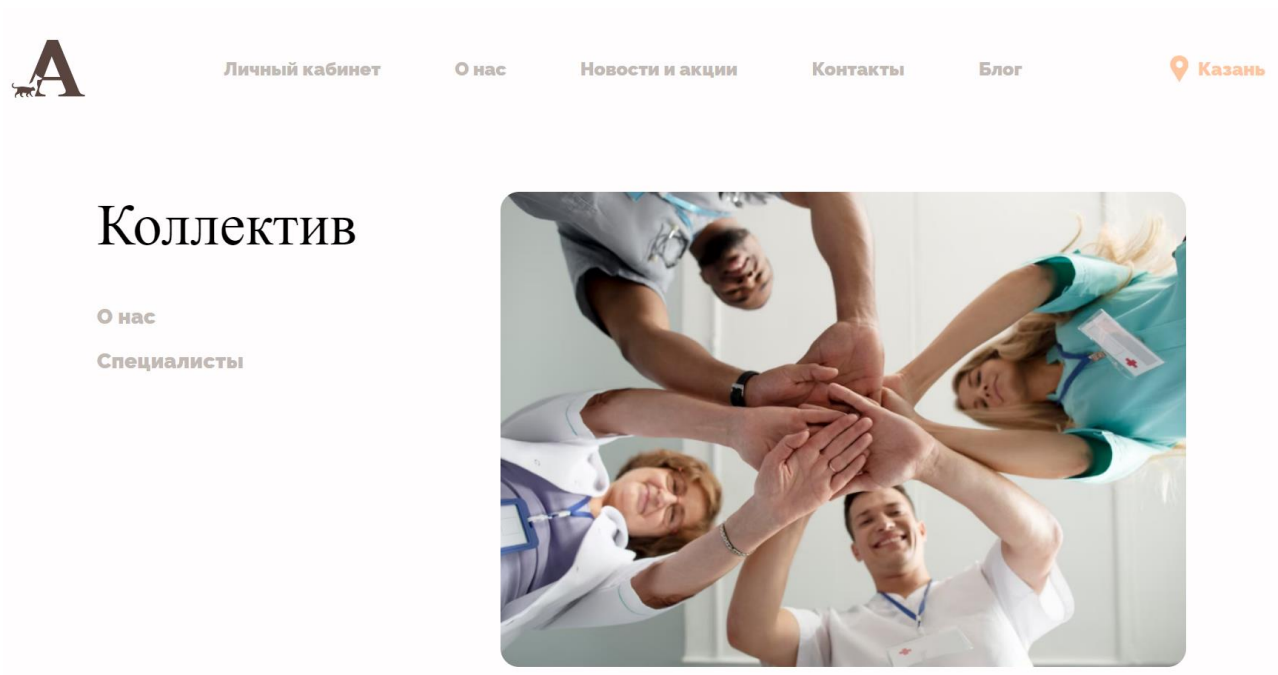 А
Личный кабинет О нас Новости и акции Контакты Блог Казань
Коллектив
О нас
Специалисты